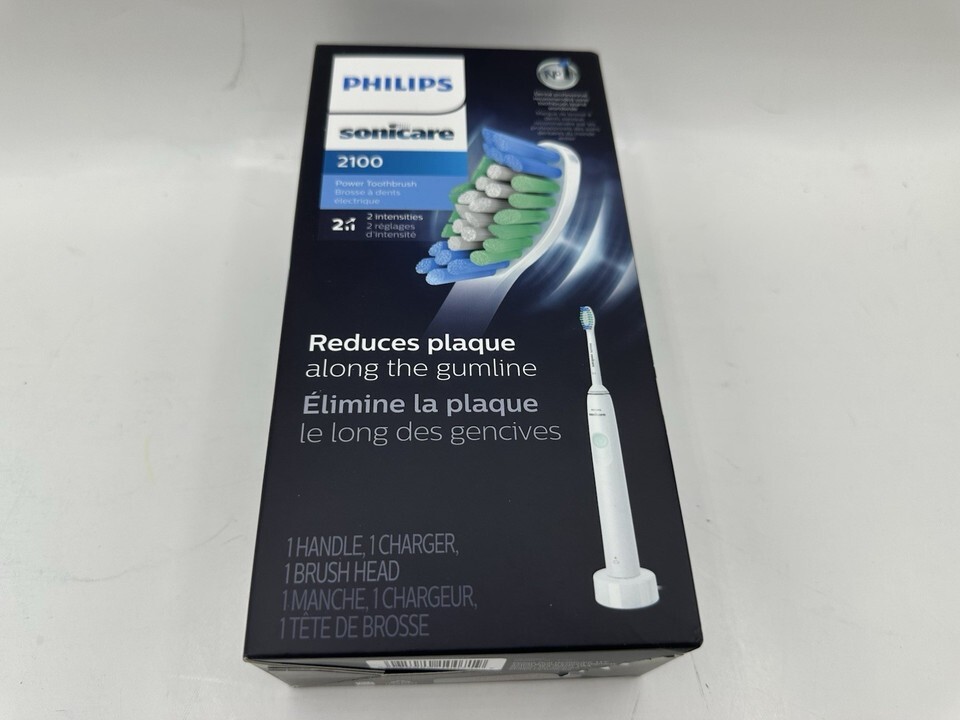 PHILIPS
sonicare
2100
Power Toothbrush
Brosse à dents
électrique
2 intensities
2 réglages
d'intensité
Reduces plaque
along the gumline
Élimine la plaque
le long des gencives
1 HANDLE, 1 CHARGER,
1 BRUSH HEAD
1 MANCHE, 1 CHARGEUR,
1 TÊTE DE BROSSE